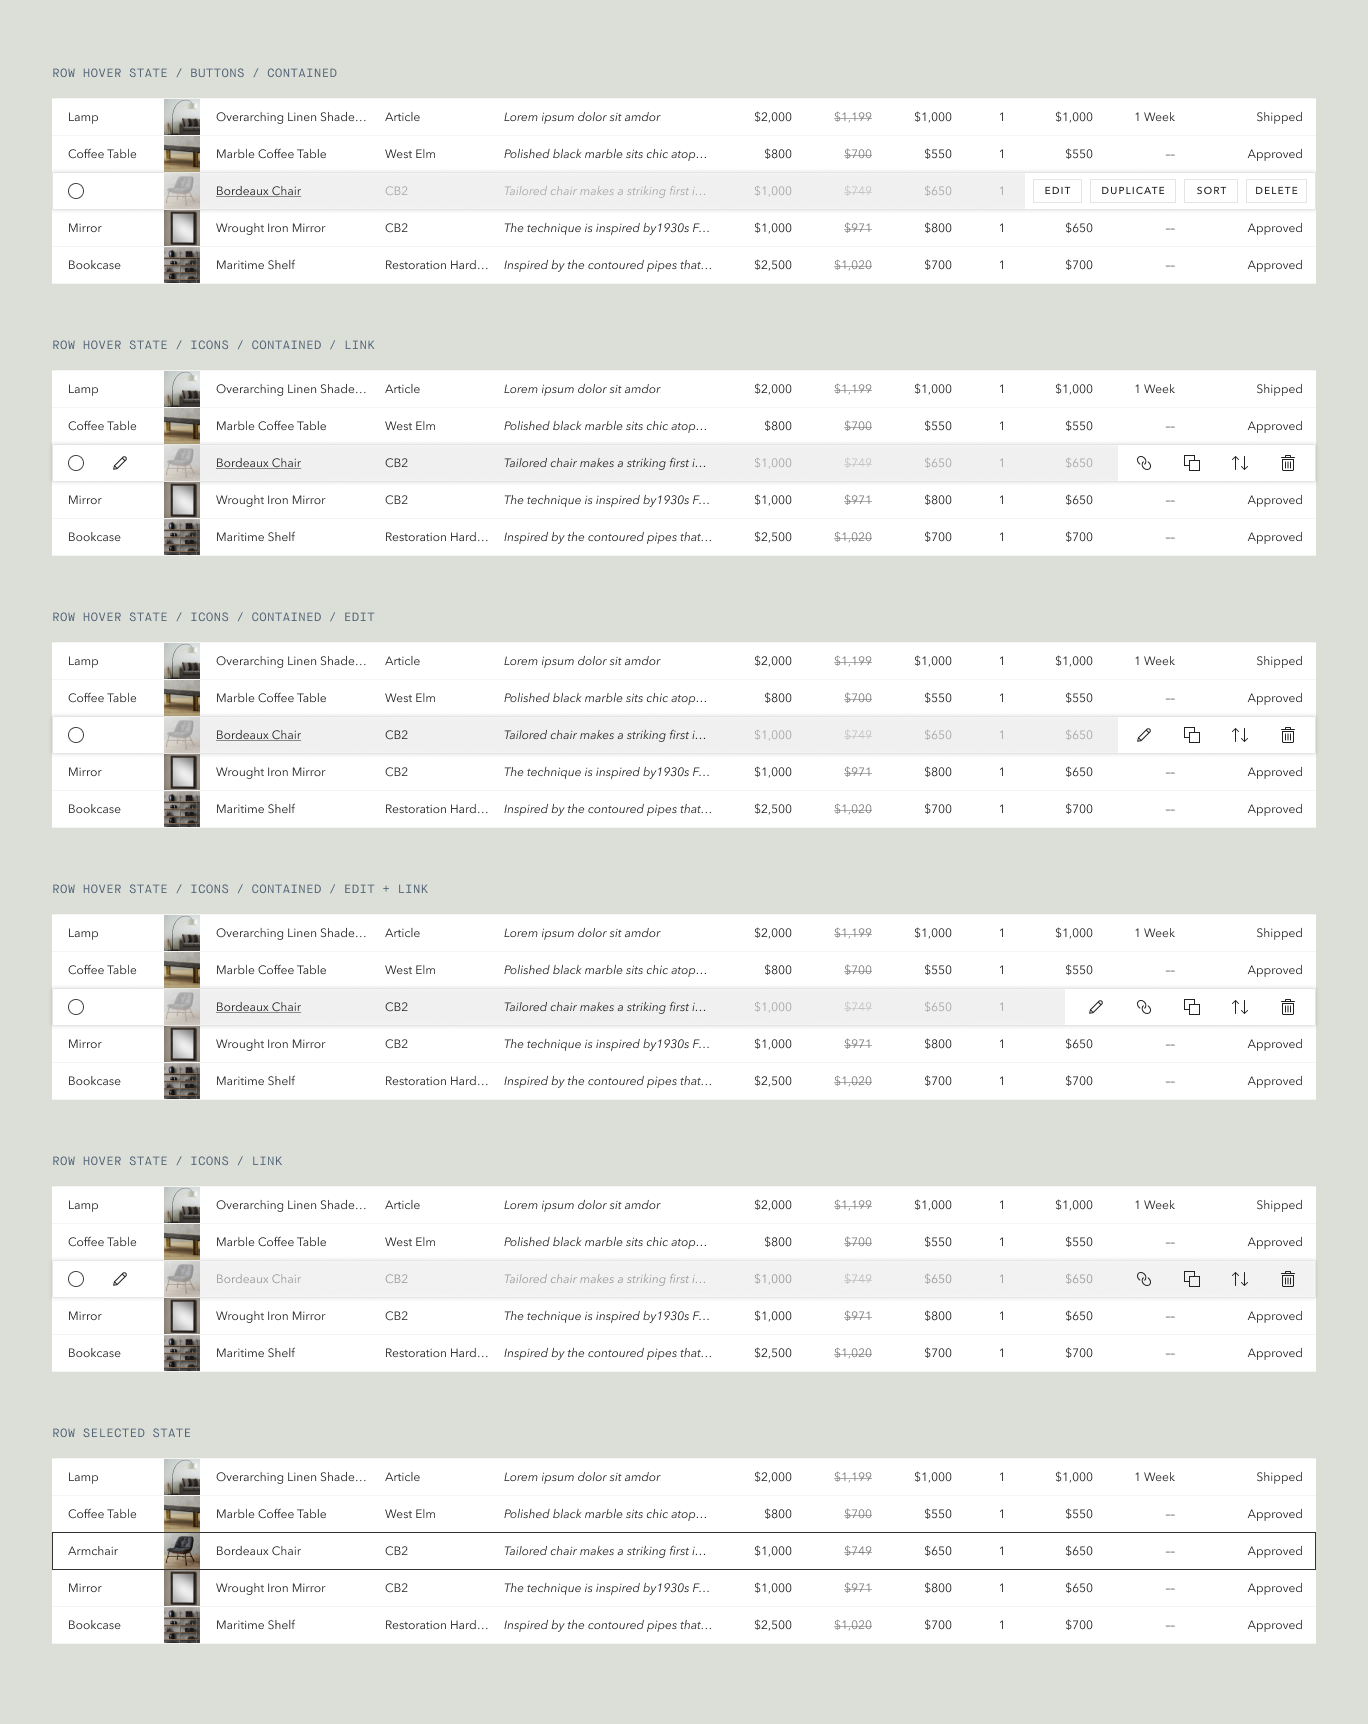 ROW HOVER STATE / BUTTONS / CONTAINED
Lamp Overarching Linen Shade... Article Lorem ipsum dolor sit amdor $2,000 $1,199 $1,000 1 $1,000 1 Week Shipped
Coffee Table Marble Coffee Table West Elm Polished black marble sits chic atop... $800 $700 $550 1 $550 -- Approved
Bordeaux Chair CB2 Tailored chair makes a striking first i... $1,000 $749 $650 1 EDIT DUPLICATE SORT DELETE
Mirror Wrought Iron Mirror CB2 The technique is inspired by1930s F... $1,000 $971 $800 1 $650 -- Approved
Bookcase Maritime Shelf Restoration Hard... Inspired by the contoured pipes that... $2,500 $1,020 $700 1 $700 -- Approved
ROW HOVER STATE / ICONS / CONTAINED / LINK
Lamp Overarching Linen Shade... Article Lorem ipsum dolor sit amdor $2,000 $1,199 $1,000 1 $1,000 1 Week Shipped
Coffee Table Marble Coffee Table West Elm Polished black marble sits chic atop... $800 $700 $550 1 $550 -- Approved
Bordeaux Chair CB2 Tailored chair makes a striking first i... $1,000 $749 $650 1 $650
Mirror Wrought Iron Mirror CB2 The technique is inspired by1930s F... $1,000 $971 $800 1 $650 -- Approved
Bookcase Maritime Shelf Restoration Hard... Inspired by the contoured pipes that... $2,500 $1,020 $700 1 $700 -- Approved
ROW HOVER STATE / ICONS / CONTAINED / EDIT
Lamp Overarching Linen Shade... Article Lorem ipsum dolor sit amdor $2,000 $1,199 $1,000 1 $1,000 1 Week Shipped
Coffee Table Marble Coffee Table West Elm Polished black marble sits chic atop... $800 $700 $550 1 $550 -- Approved
Bordeaux Chair CB2 Tailored chair makes a striking first i... $1,000 $749 $650 1 $650
Mirror Wrought Iron Mirror CB2 The technique is inspired by1930s F... $1,000 $971 $800 1 $650 -- Approved
Bookcase Maritime Shelf Restoration Hard... Inspired by the contoured pipes that... $2,500 $1,020 $700 1 $700 -- Approved
ROW HOVER STATE / ICONS / CONTAINED / EDIT + LINK
Lamp Overarching Linen Shade... Article Lorem ipsum dolor sit amdor $2,000 $1,199 $1,000 1 $1,000 1 Week Shipped
Coffee Table Marble Coffee Table West Elm Polished black marble sits chic atop... $800 $700 $550 1 $550 -- Approved
Bordeaux Chair CB2 Tailored chair makes a striking first i... $1,000 $749 $650 1
Mirror Wrought Iron Mirror CB2 The technique is inspired by1930s F... $1,000 $971 $800 1 $650 -- Approved
Bookcase Maritime Shelf Restoration Hard... Inspired by the contoured pipes that... $2,500 $1,020 $700 1 $700 -- Approved
ROW HOVER STATE / ICONS / LINK
Lamp Overarching Linen Shade... Article Lorem ipsum dolor sit amdor $2,000 $1,199 $1,000 1 $1,000 1 Week Shipped
Coffee Table Marble Coffee Table West Elm Polished black marble sits chic atop... $800 $700 $550 1 $550 -- Approved
Bordeaux Chair CB2 Tailored chair makes a striking first i... $1,000 $749 $650 1 $650
Mirror Wrought Iron Mirror CB2 The technique is inspired by1930s F... $1,000 $971 $800 1 $650 -- Approved
Bookcase Maritime Shelf Restoration Hard... Inspired by the contoured pipes that... $2,500 $1,020 $700 1 $700 -- Approved
ROW SELECTED STATE
Lamp Overarching Linen Shade... Article Lorem ipsum dolor sit amdor $2,000 $1,199 $1,000 1 $1,000 1 Week Shipped
Coffee Table Marble Coffee Table West Elm Polished black marble sits chic atop... $800 $700 $550 1 $550 -- Approved
Armchair Bordeaux Chair CB2 Tailored chair makes a striking first i... $1,000 $749 $650 1 $650 -- Approved
Mirror Wrought Iron Mirror CB2 The technique is inspired by1930s F... $1,000 $971 $800 1 $650 -- Approved
Bookcase Maritime Shelf Restoration Hard... Inspired by the contoured pipes that... $2,500 $1,020 $700 1 $700 -- Approved